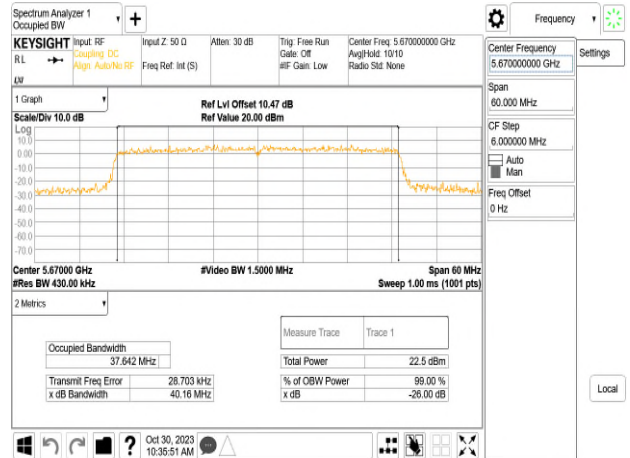 Spectrum Analyzer 1
Occupied BW
Frequency
KEYSIGHT
RL
LXI
Input: RF
Coupling: DC
Align: Auto/No RF
Input Z: 50 Ω
Freq Ref: Int (S)
Atten: 30 dB
Trig: Free Run
Gate: Off
#IF Gain: Low
Center Freq: 5.670000000 GHz
Avg|Hold: 10/10
Radio Std: None
Center Frequency
5.670000000 GHz
Settings
Span
60.000 MHz
CF Step
6.000000 MHz
Auto
Man
Freq Offset
0 Hz
Local
1 Graph
Scale/Div 10.0 dB
Ref Lvl Offset 10.47 dB
Ref Value 20.00 dBm
Log
10.0
0.00
-10.0
-20.0
-30.0
-40.0
-50.0
-60.0
-70.0
Center 5.67000 GHz
#Res BW 430.00 kHz
#Video BW 1.5000 MHz
Span 60 MHz
Sweep 1.00 ms (1001 pts)
2 Metrics
Measure Trace Trace 1
Occupied Bandwidth
37.642 MHz
Total Power 22.5 dBm
Transmit Freq Error 28.703 kHz
% of OBW Power 99.00 %
x dB Bandwidth 40.16 MHz
x dB -26.00 dB
Oct 30, 2023
10:35:51 AM